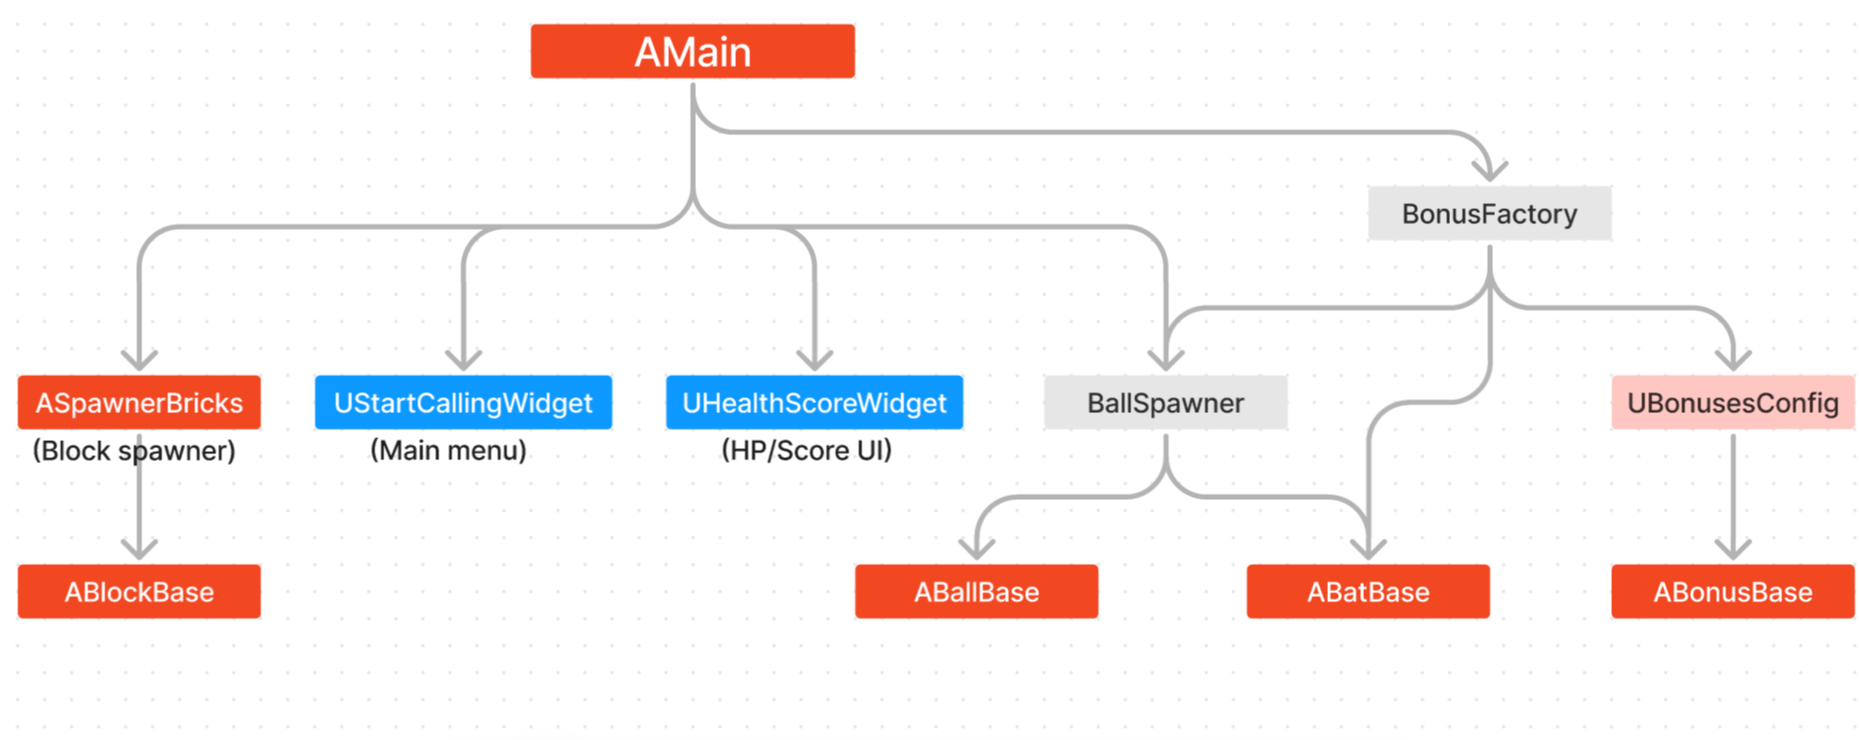 AMain
BonusFactory
ASpawnerBricks
(Block spawner)
UStartCallingWidget
(Main menu)
UHealthScoreWidget
(HP/Score UI)
BallSpawner
UBonusesConfig
ABlockBase
ABallBase
ABatBase
ABonusBase